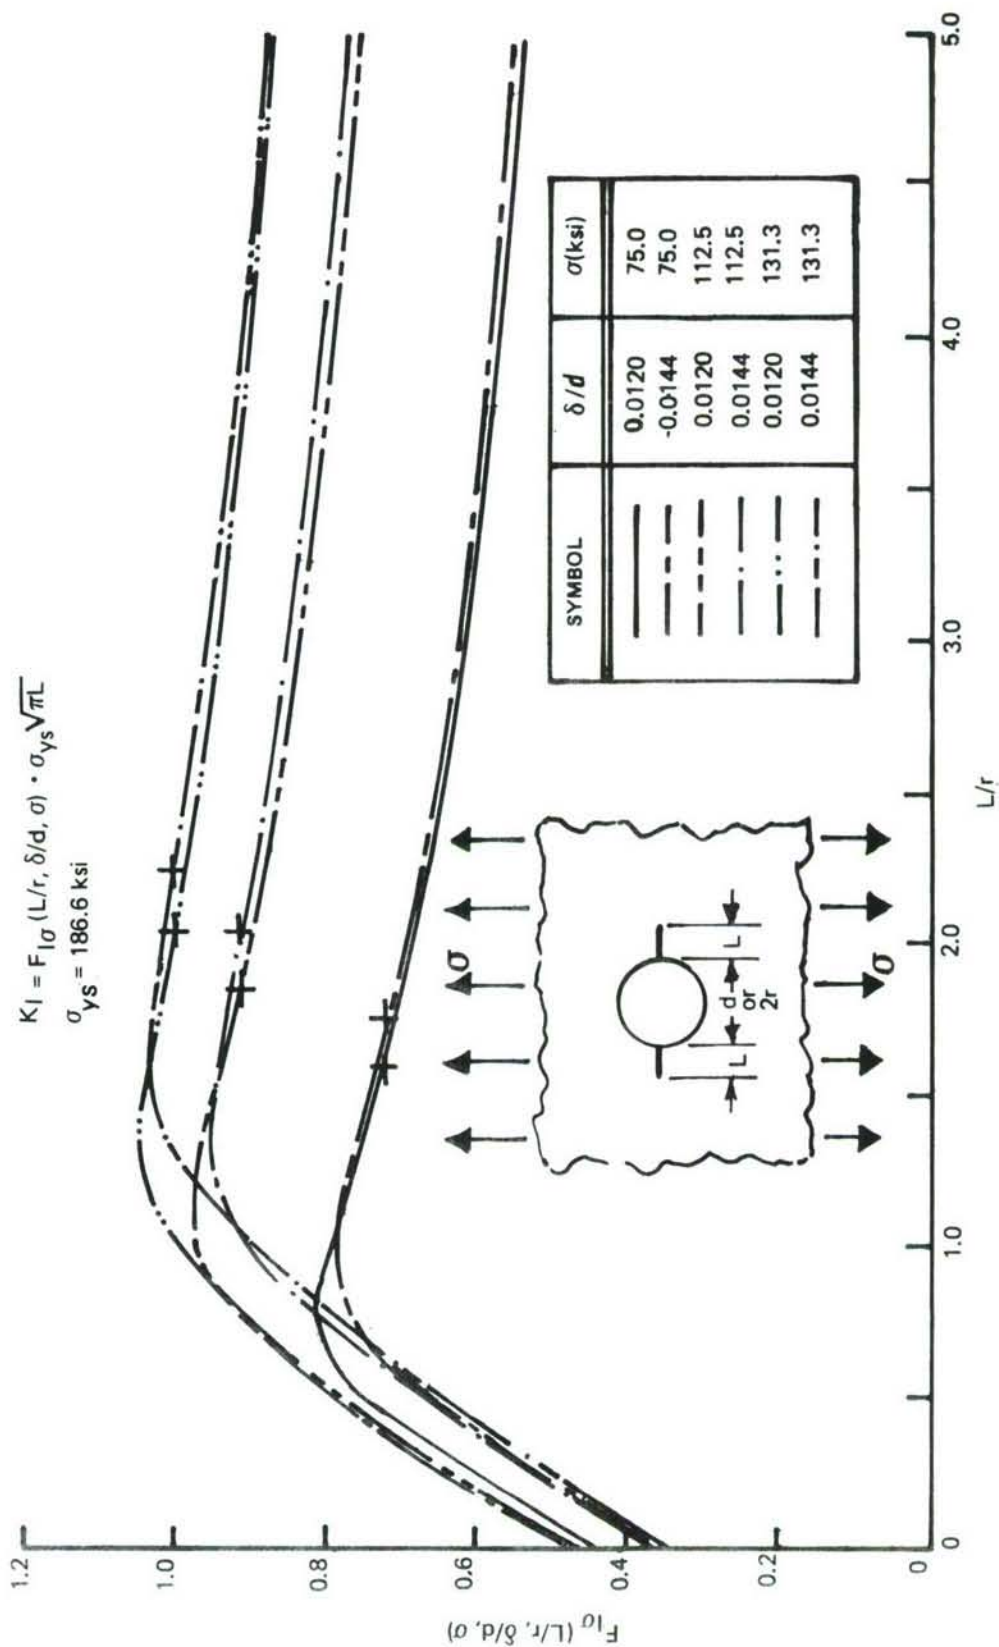 K_I = F_Iσ (L/r, δ/d, σ) · σ_ys √πL
σ_ys = 186.6 ksi
F_Iσ (L/r, δ/d, σ)
1.2
1.0
0.8
0.6
0.4
0.2
0
σ
L
d
or
2r
L
σ
SYMBOL δ/d σ(ksi)
0.0120 75.0
-0.0144 75.0
0.0120 112.5
0.0144 112.5
0.0120 131.3
0.0144 131.3
0 1.0 2.0 3.0 4.0 5.0
L/r